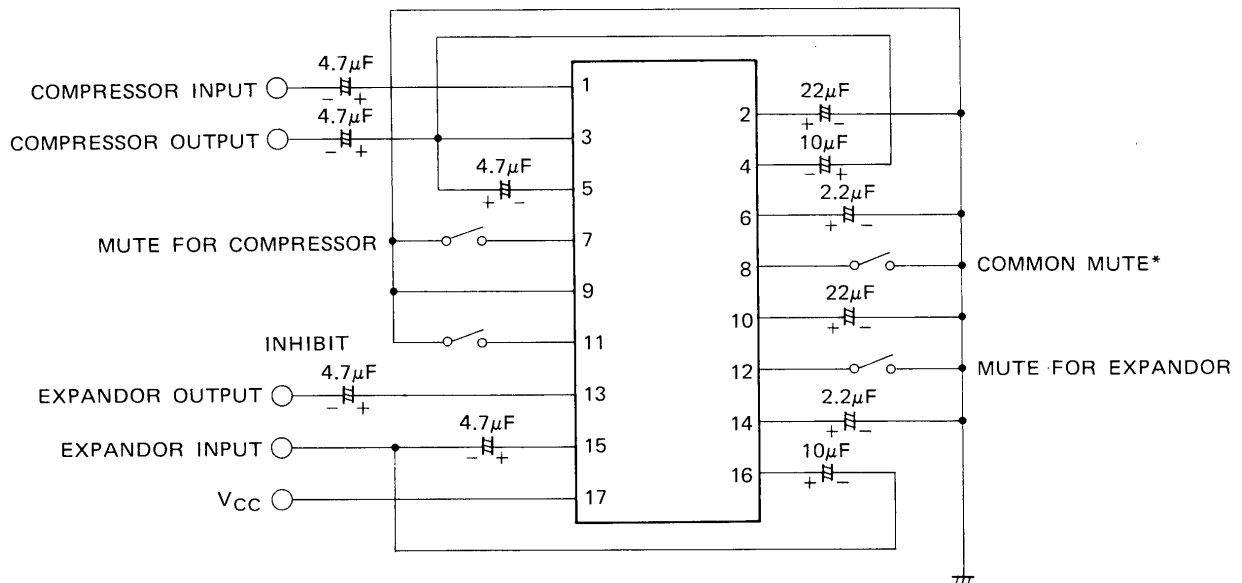 4.7μF
COMPRESSOR INPUT
- +
1
4.7μF
COMPRESSOR OUTPUT
- +
3
4.7μF
+ -
5
MUTE FOR COMPRESSOR
7
9
INHIBIT
11
4.7μF
EXPANDOR OUTPUT
- +
13
4.7μF
EXPANDOR INPUT
- +
15
VCC
17
22μF
2
+ -
10μF
4
- +
2.2μF
6
+ -
8
COMMON MUTE*
22μF
10
+ -
12
MUTE FOR EXPANDOR
2.2μF
14
+ -
10μF
16
+ -